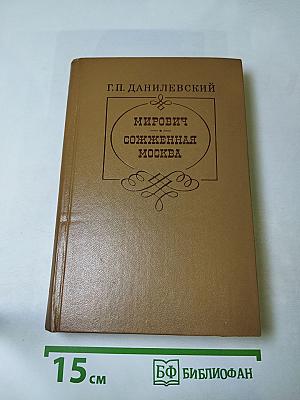 Г.П. ДАНИЛЕВСКИЙ
МИРОВИЧ
СОЖЖЕННАЯ
МОСКВА
15 см
БФ БИБЛИОФАН